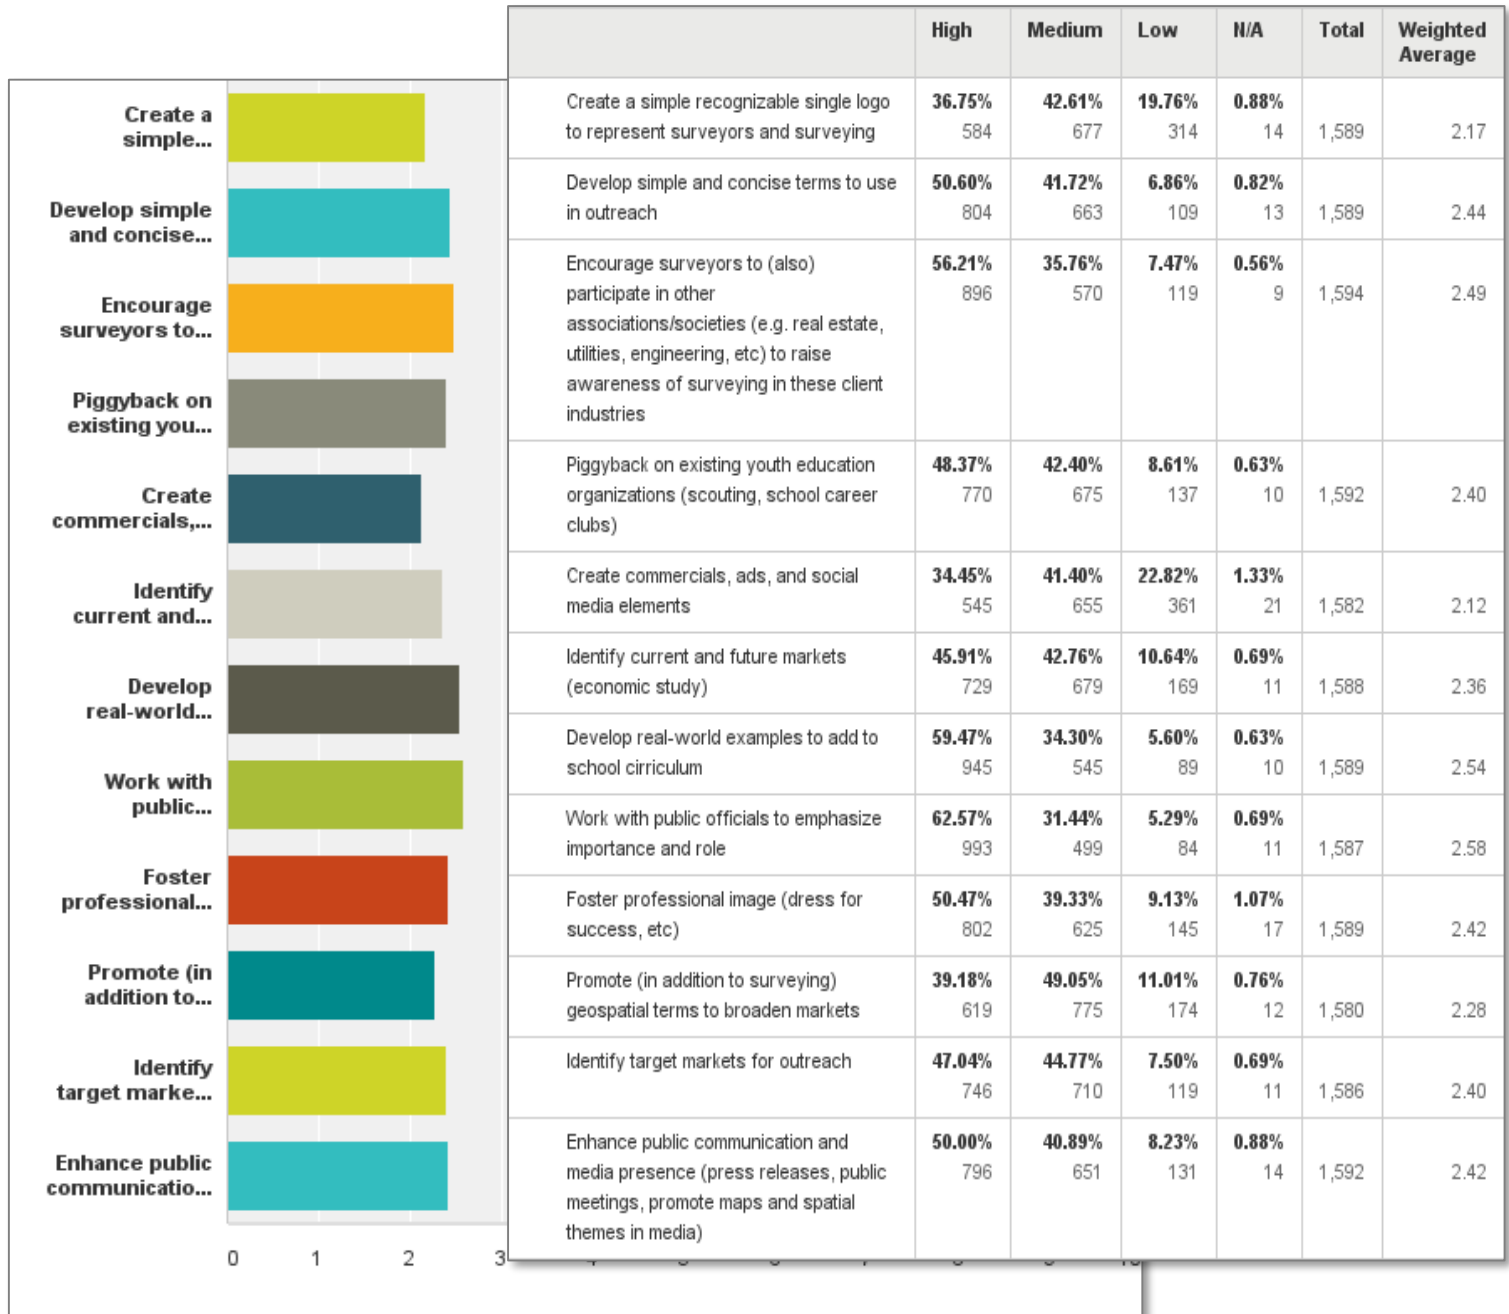 Create a
simple...
Develop simple
and concise...
Encourage
surveyors to...
Piggyback on
existing you...
Create
commercials,...
Identify
current and...
Develop
real-world...
Work with
public...
Foster
professional...
Promote (in
addition to...
Identify
target marke...
Enhance public
communicatio...
0 1 2 3
High Medium Low N/A Total Weighted
Average
Create a simple recognizable single logo 36.75% 42.61% 19.76% 0.88%
to represent surveyors and surveying 584 677 314 14 1,589 2.17
Develop simple and concise terms to use 50.60% 41.72% 6.86% 0.82%
in outreach 804 663 109 13 1,589 2.44
Encourage surveyors to (also) 56.21% 35.76% 7.47% 0.56%
participate in other 896 570 119 9 1,594 2.49
associations/societies (e.g. real estate,
utilities, engineering, etc) to raise
awareness of surveying in these client
industries
Piggyback on existing youth education 48.37% 42.40% 8.61% 0.63%
organizations (scouting, school career 770 675 137 10 1,592 2.40
clubs)
Create commercials, ads, and social 34.45% 41.40% 22.82% 1.33%
media elements 545 655 361 21 1,582 2.12
Identify current and future markets 45.91% 42.76% 10.64% 0.69%
(economic study) 729 679 169 11 1,588 2.36
Develop real-world examples to add to 59.47% 34.30% 5.60% 0.63%
school cirriculum 945 545 89 10 1,589 2.54
Work with public officials to emphasize 62.57% 31.44% 5.29% 0.69%
importance and role 993 499 84 11 1,587 2.58
Foster professional image (dress for 50.47% 39.33% 9.13% 1.07%
success, etc) 802 625 145 17 1,589 2.42
Promote (in addition to surveying) 39.18% 49.05% 11.01% 0.76%
geospatial terms to broaden markets 619 775 174 12 1,580 2.28
Identify target markets for outreach 47.04% 44.77% 7.50% 0.69%
746 710 119 11 1,586 2.40
Enhance public communication and 50.00% 40.89% 8.23% 0.88%
media presence (press releases, public 796 651 131 14 1,592 2.42
meetings, promote maps and spatial
themes in media)